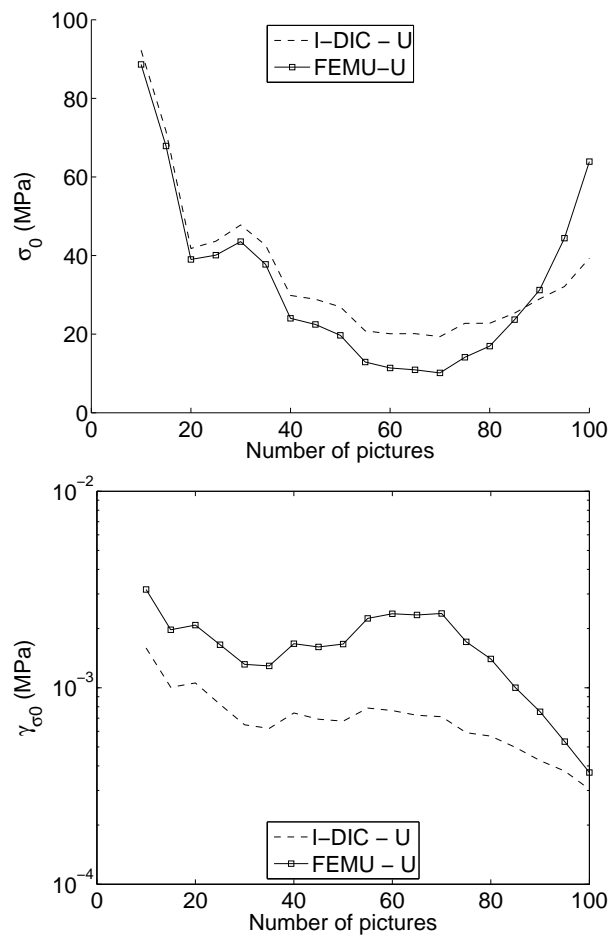 I−DIC − U
FEMU−U
100
80
60
40
20
0
σ0 (MPa)
0 20 40 60 80 100
Number of pictures
10−2
10−3
10−4
γσ0 (MPa)
I−DIC − U
FEMU − U
0 20 40 60 80 100
Number of pictures